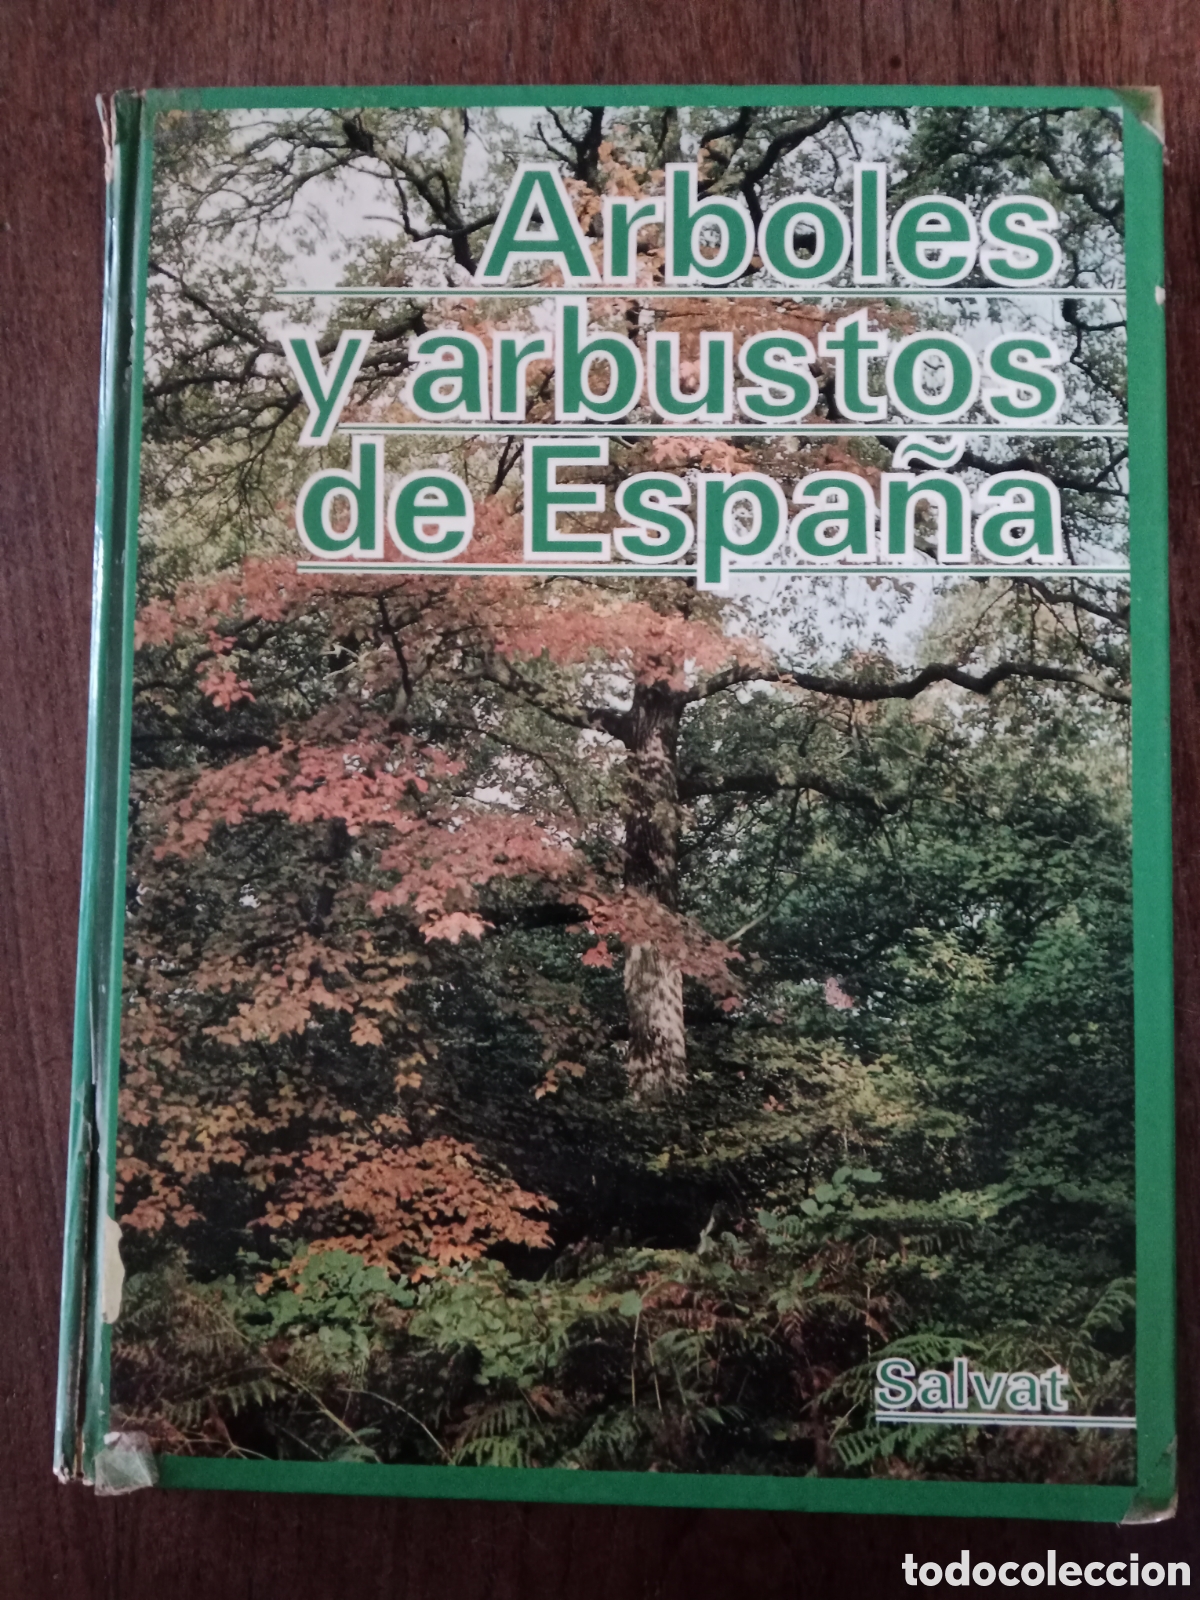 Arboles
y arbustos
de España
Salvat
todocoleccion